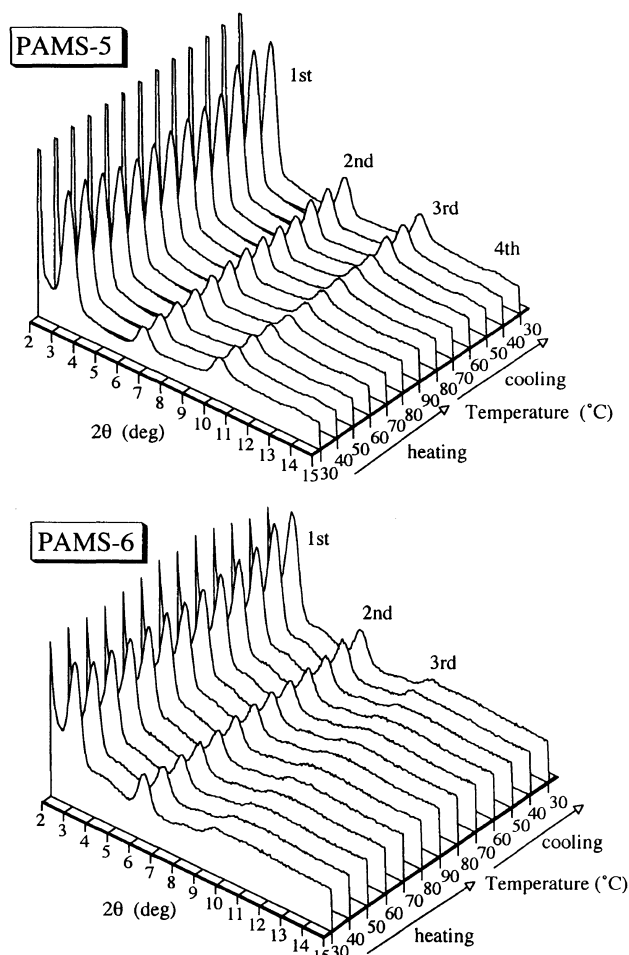 PAMS-5
1st
2nd
3rd
4th
2 3 4 5 6 7 8 9 10 11 12 13 14 15
2θ (deg)
30 40 50 60 70 80 90 80 70 60 50 40 30
heating
cooling
Temperature (˚C)
PAMS-6
1st
2nd
3rd
2 3 4 5 6 7 8 9 10 11 12 13 14 15
2θ (deg)
30 40 50 60 70 80 90 80 70 60 50 40 30
heating
cooling
Temperature (˚C)